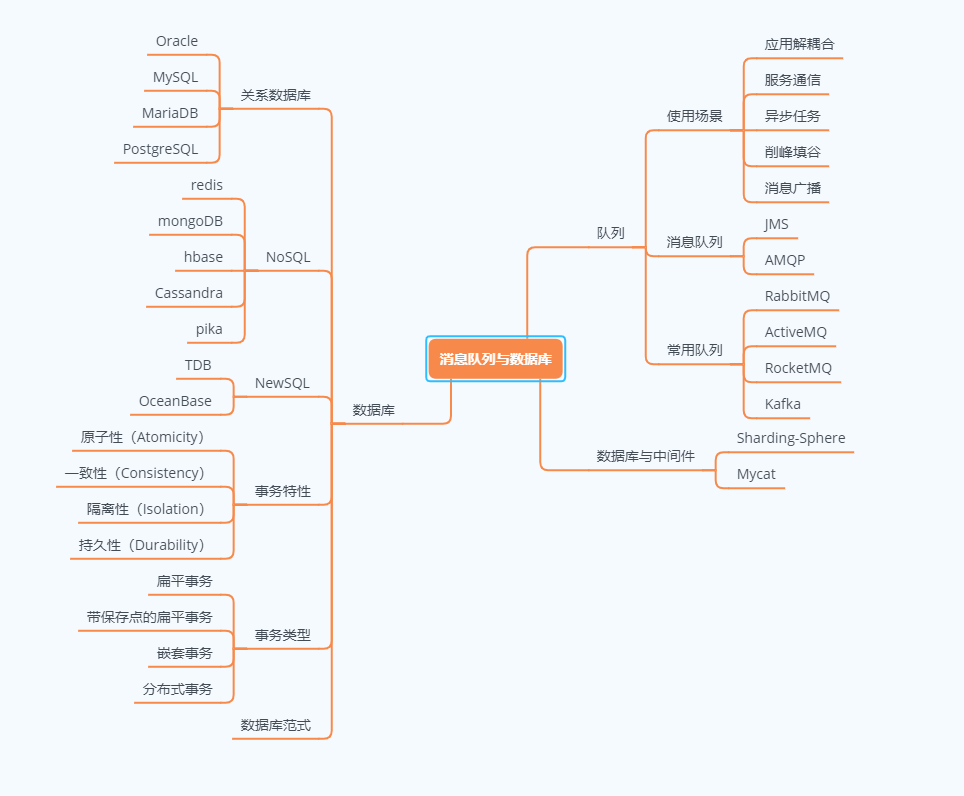 消息队列与数据库
队列
使用场景
应用解耦合
服务通信
异步任务
削峰填谷
消息广播
消息队列
JMS
AMQP
常用队列
RabbitMQ
ActiveMQ
RocketMQ
Kafka
数据库与中间件
Sharding-Sphere
Mycat
数据库
关系数据库
Oracle
MySQL
MariaDB
PostgreSQL
NoSQL
redis
mongoDB
hbase
Cassandra
pika
NewSQL
TDB
OceanBase
事务特性
原子性（Atomicity）
一致性（Consistency）
隔离性（Isolation）
持久性（Durability）
事务类型
扁平事务
带保存点的扁平事务
嵌套事务
分布式事务
数据库范式